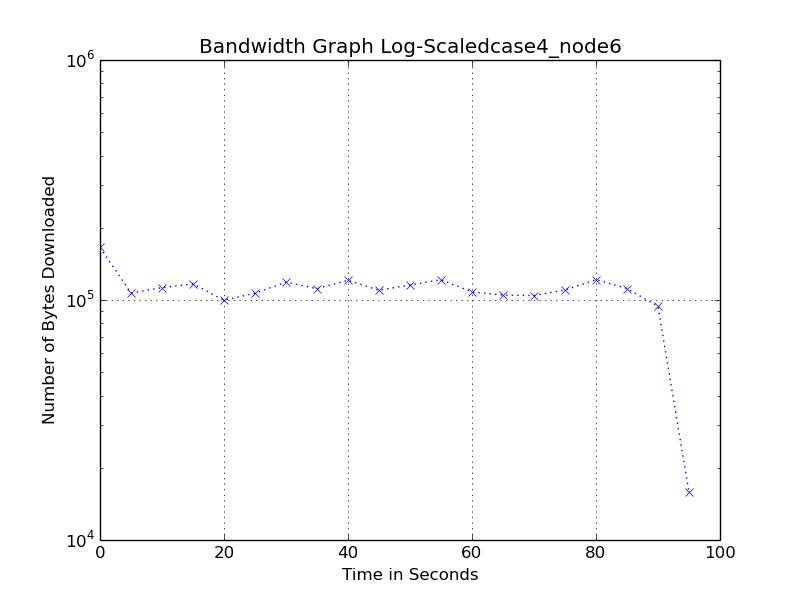 Bandwidth Graph Log-Scaledcase4_node6
10^6
10^5
10^4
Number of Bytes Downloaded
0 20 40 60 80 100
Time in Seconds